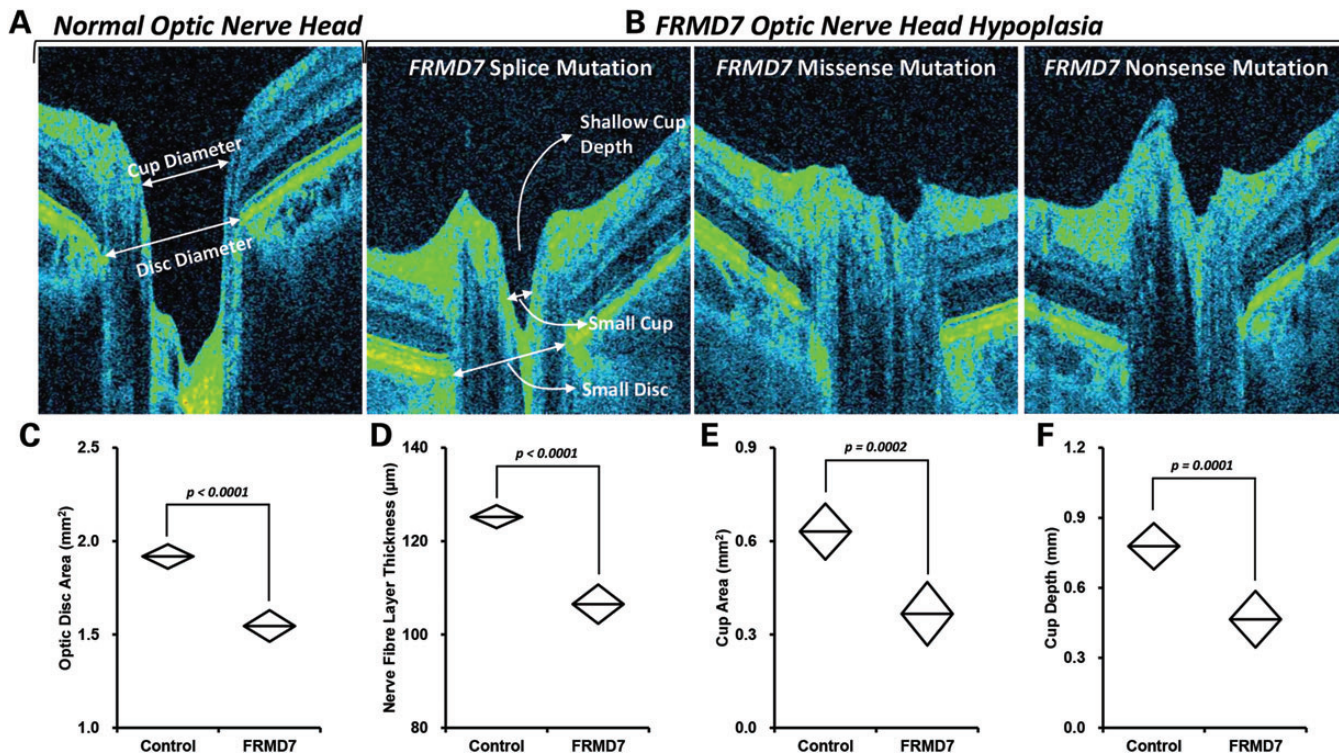 A Normal Optic Nerve Head
B FRMD7 Optic Nerve Head Hypoplasia
Cup Diameter
Disc Diameter
FRMD7 Splice Mutation
Shallow Cup
Depth
Small Cup
Small Disc
FRMD7 Missense Mutation
FRMD7 Nonsense Mutation
C
Optic Disc Area (mm²)
2.5
2.0
1.5
1.0
p < 0.0001
Control FRMD7
D
Nerve Fibre Layer Thickness (µm)
140
120
100
80
p < 0.0001
Control FRMD7
E
Cup Area (mm²)
0.9
0.6
0.3
0.0
p = 0.0002
Control FRMD7
F
Cup Depth (mm)
1.2
0.9
0.6
0.3
0.0
p = 0.0001
Control FRMD7